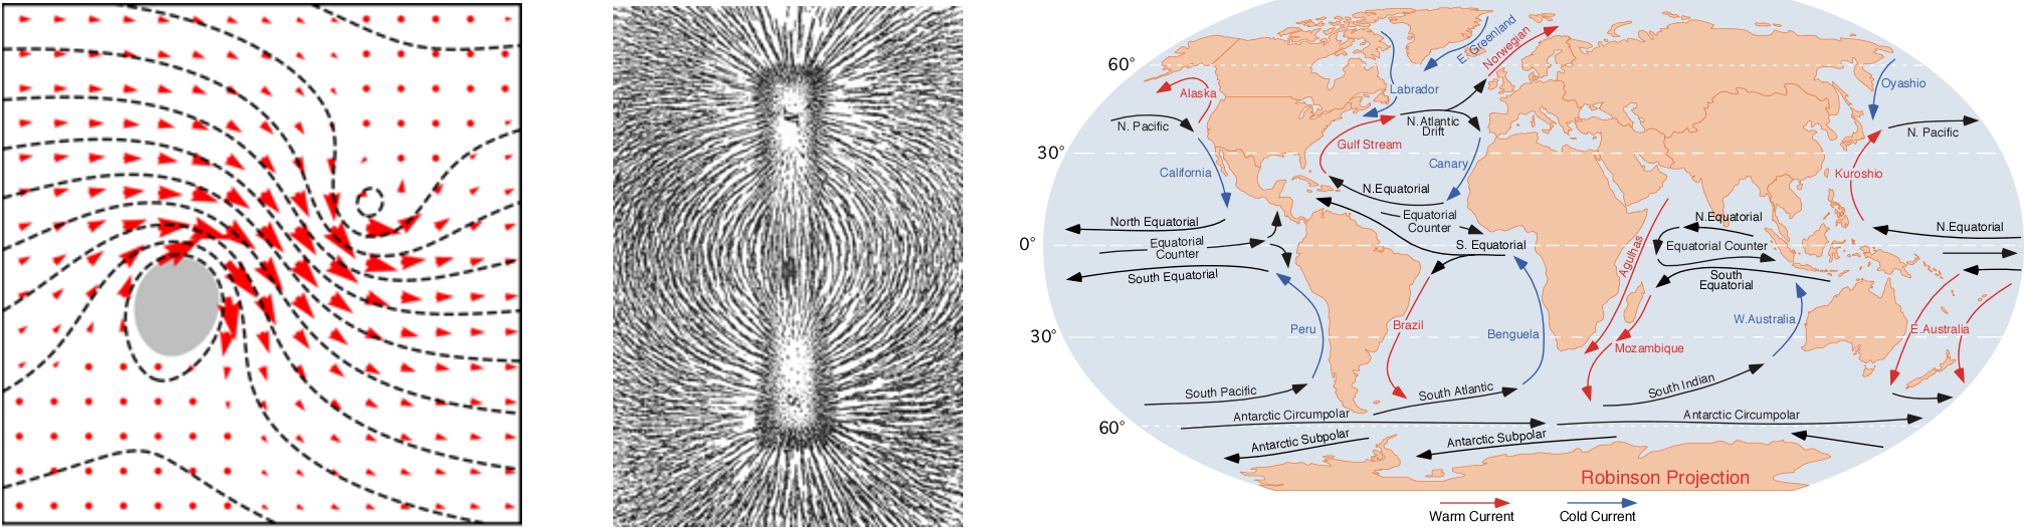 N
S
E. Greenland
Norwegian
60°
Alaska
Labrador
Oyashio
N. Pacific
N. Atlantic
Drift
N. Pacific
Gulf Stream
30°
California
Canary
Kuroshio
N.Equatorial
North Equatorial
Equatorial
Counter
N.Equatorial
N.Equatorial
0°
Equatorial
Counter
S. Equatorial
Equatorial Counter
South Equatorial
Agulhas
South
Equatorial
Peru
Brazil
Benguela
W.Australia
E.Australia
30°
Mozambique
South Pacific
South Atlantic
South Indian
Antarctic Circumpolar
Antarctic Circumpolar
60°
Antarctic Subpolar
Antarctic Subpolar
Robinson Projection
Warm Current
Cold Current